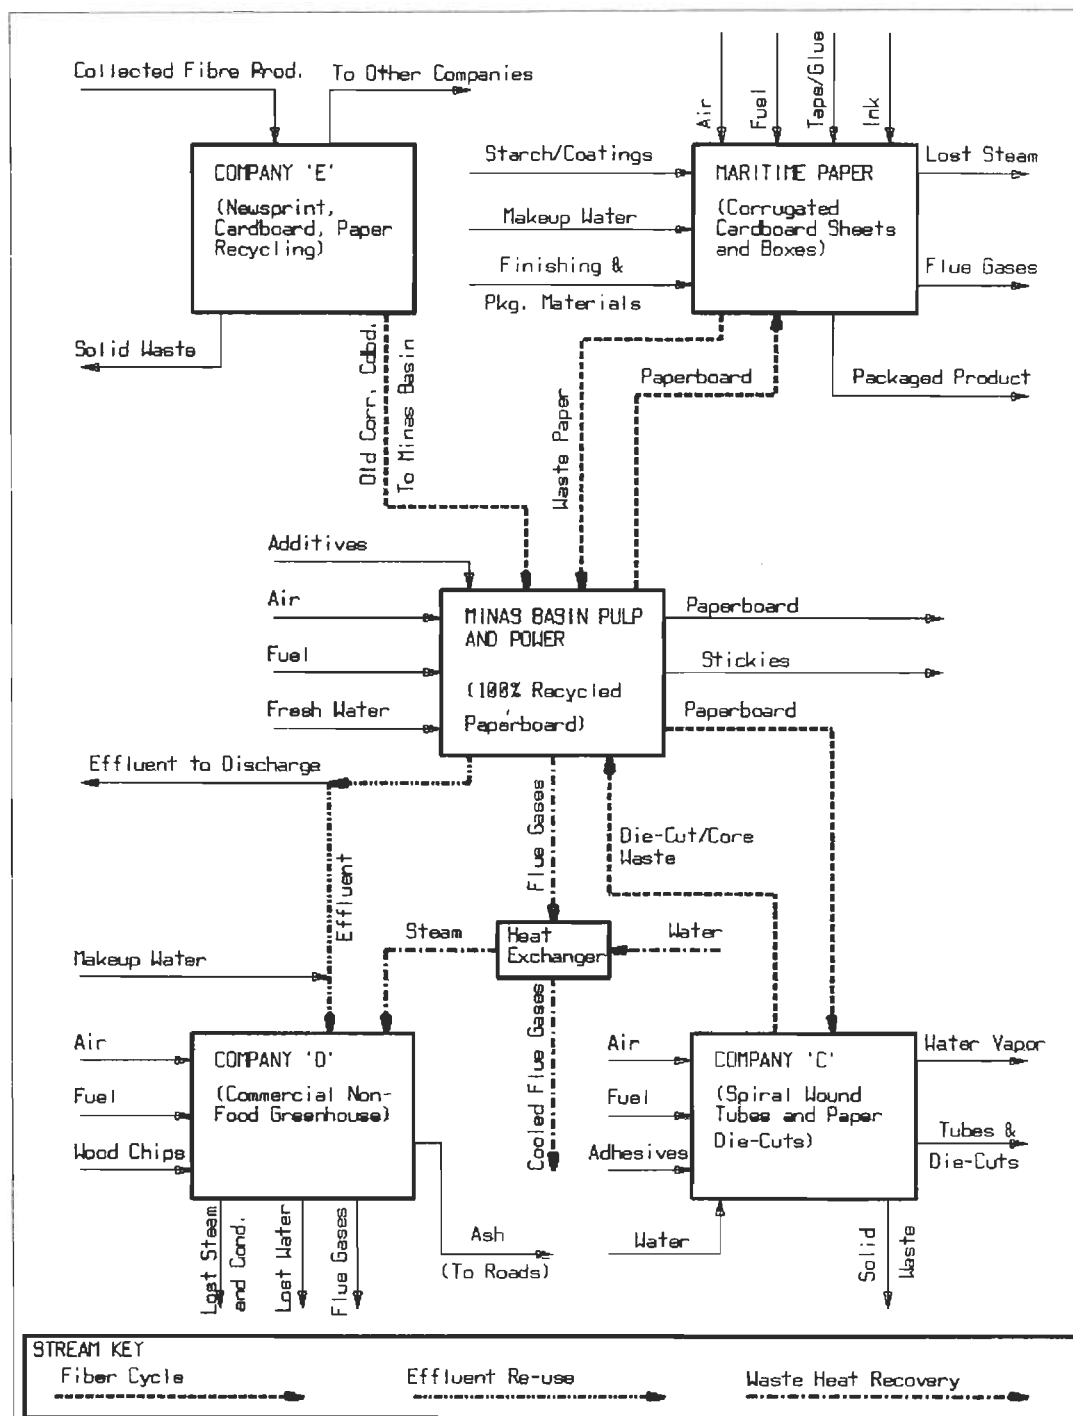 Collected Fibre Prod.
To Other Companies
Air
Fuel
Tape/Glue
Ink
COMPANY 'E'
(Newsprint,
Cardboard, Paper
Recycling)
Starch/Coatings
Makeup Water
Finishing &
Pkg. Materials
MARITIME PAPER
(Corrugated
Cardboard Sheets
and Boxes)
Lost Steam
Flue Gases
Solid Waste
Old Corr. Cdbd.
To Minas Basin
Waste Paper
Paperboard
Packaged Product
Additives
Air
Fuel
Fresh Water
MINAS BASIN PULP
AND POWER
(100% Recycled
Paperboard)
Paperboard
Stickies
Paperboard
Effluent to Discharge
Effluent
Flue Gases
Die-Cut/Core
Waste
Steam
Heat
Exchanger
Water
Makeup Water
Cooled Flue Gases
Air
Fuel
Wood Chips
COMPANY 'D'
(Commercial Non-
Food Greenhouse)
Air
Fuel
Adhesives
COMPANY 'C'
(Spiral Wound
Tubes and Paper
Die-Cuts)
Water Vapor
Tubes &
Die-Cuts
Lost Steam
and Cond.
Lost Water
Flue Gases
Ash
(To Roads)
Water
Solid
Waste
STREAM KEY
Fiber Cycle
Effluent Re-use
Waste Heat Recovery